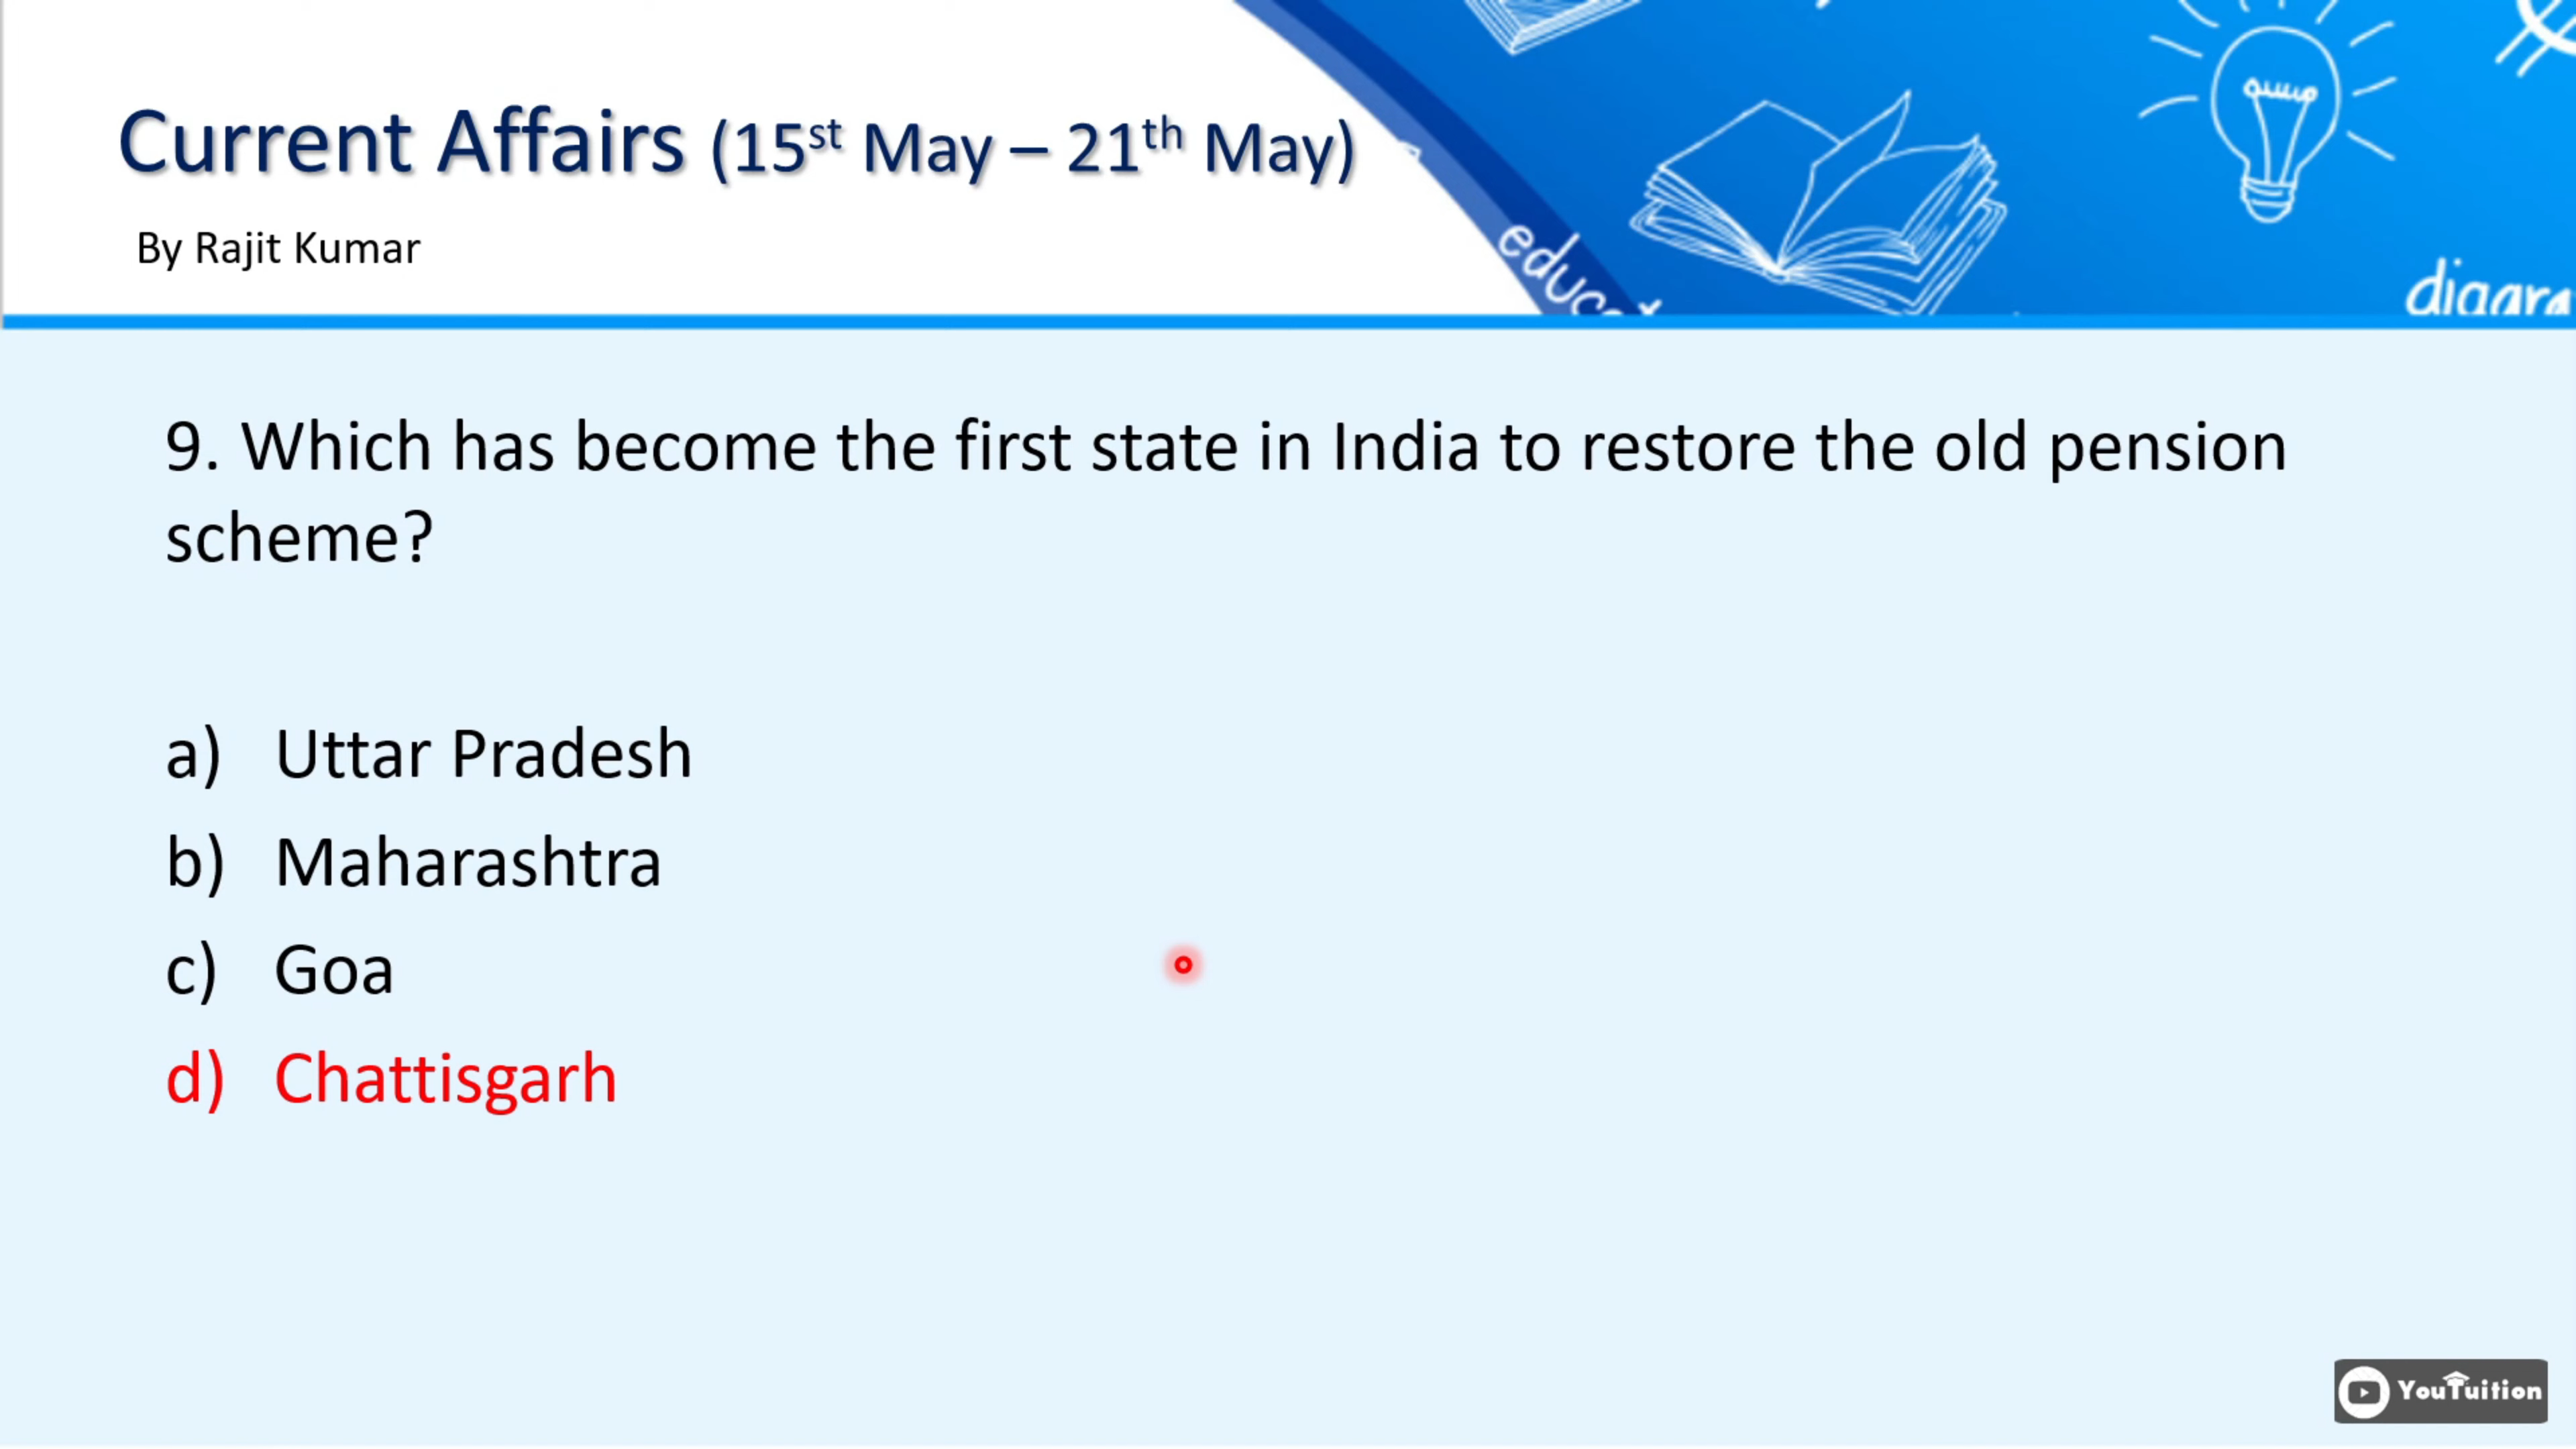 Current Affairs (15st May – 21th May)
By Rajit Kumar
9. Which has become the first state in India to restore the old pension
scheme?
a) Uttar Pradesh
b) Maharashtra
c) Goa
d) Chattisgarh
YouTuition